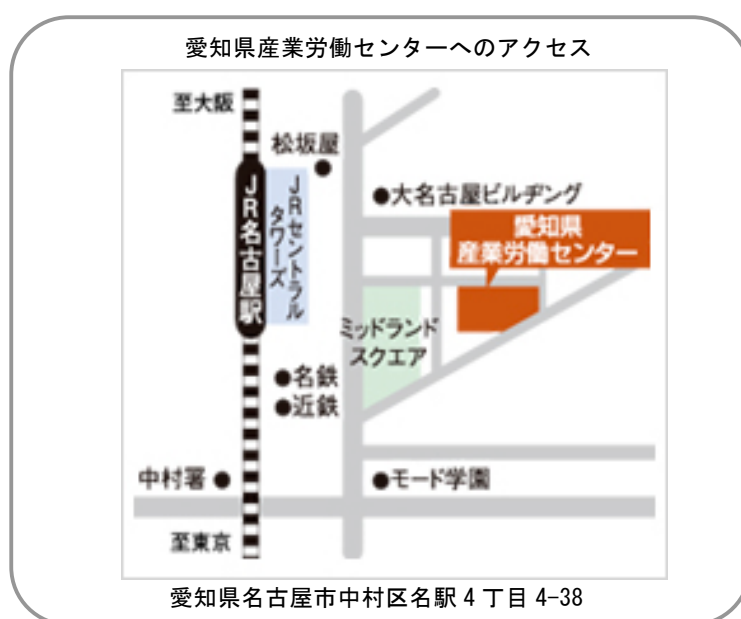 愛知県産業労働センターへのアクセス
至大阪
松坂屋
JR名古屋駅
JRセントラル
タワーズ
●大名古屋ビルヂング
愛知県
産業労働センター
ミッドランド
スクエア
●名鉄
●近鉄
中村署●
●モード学園
至東京
愛知県名古屋市中村区名駅4丁目4-38